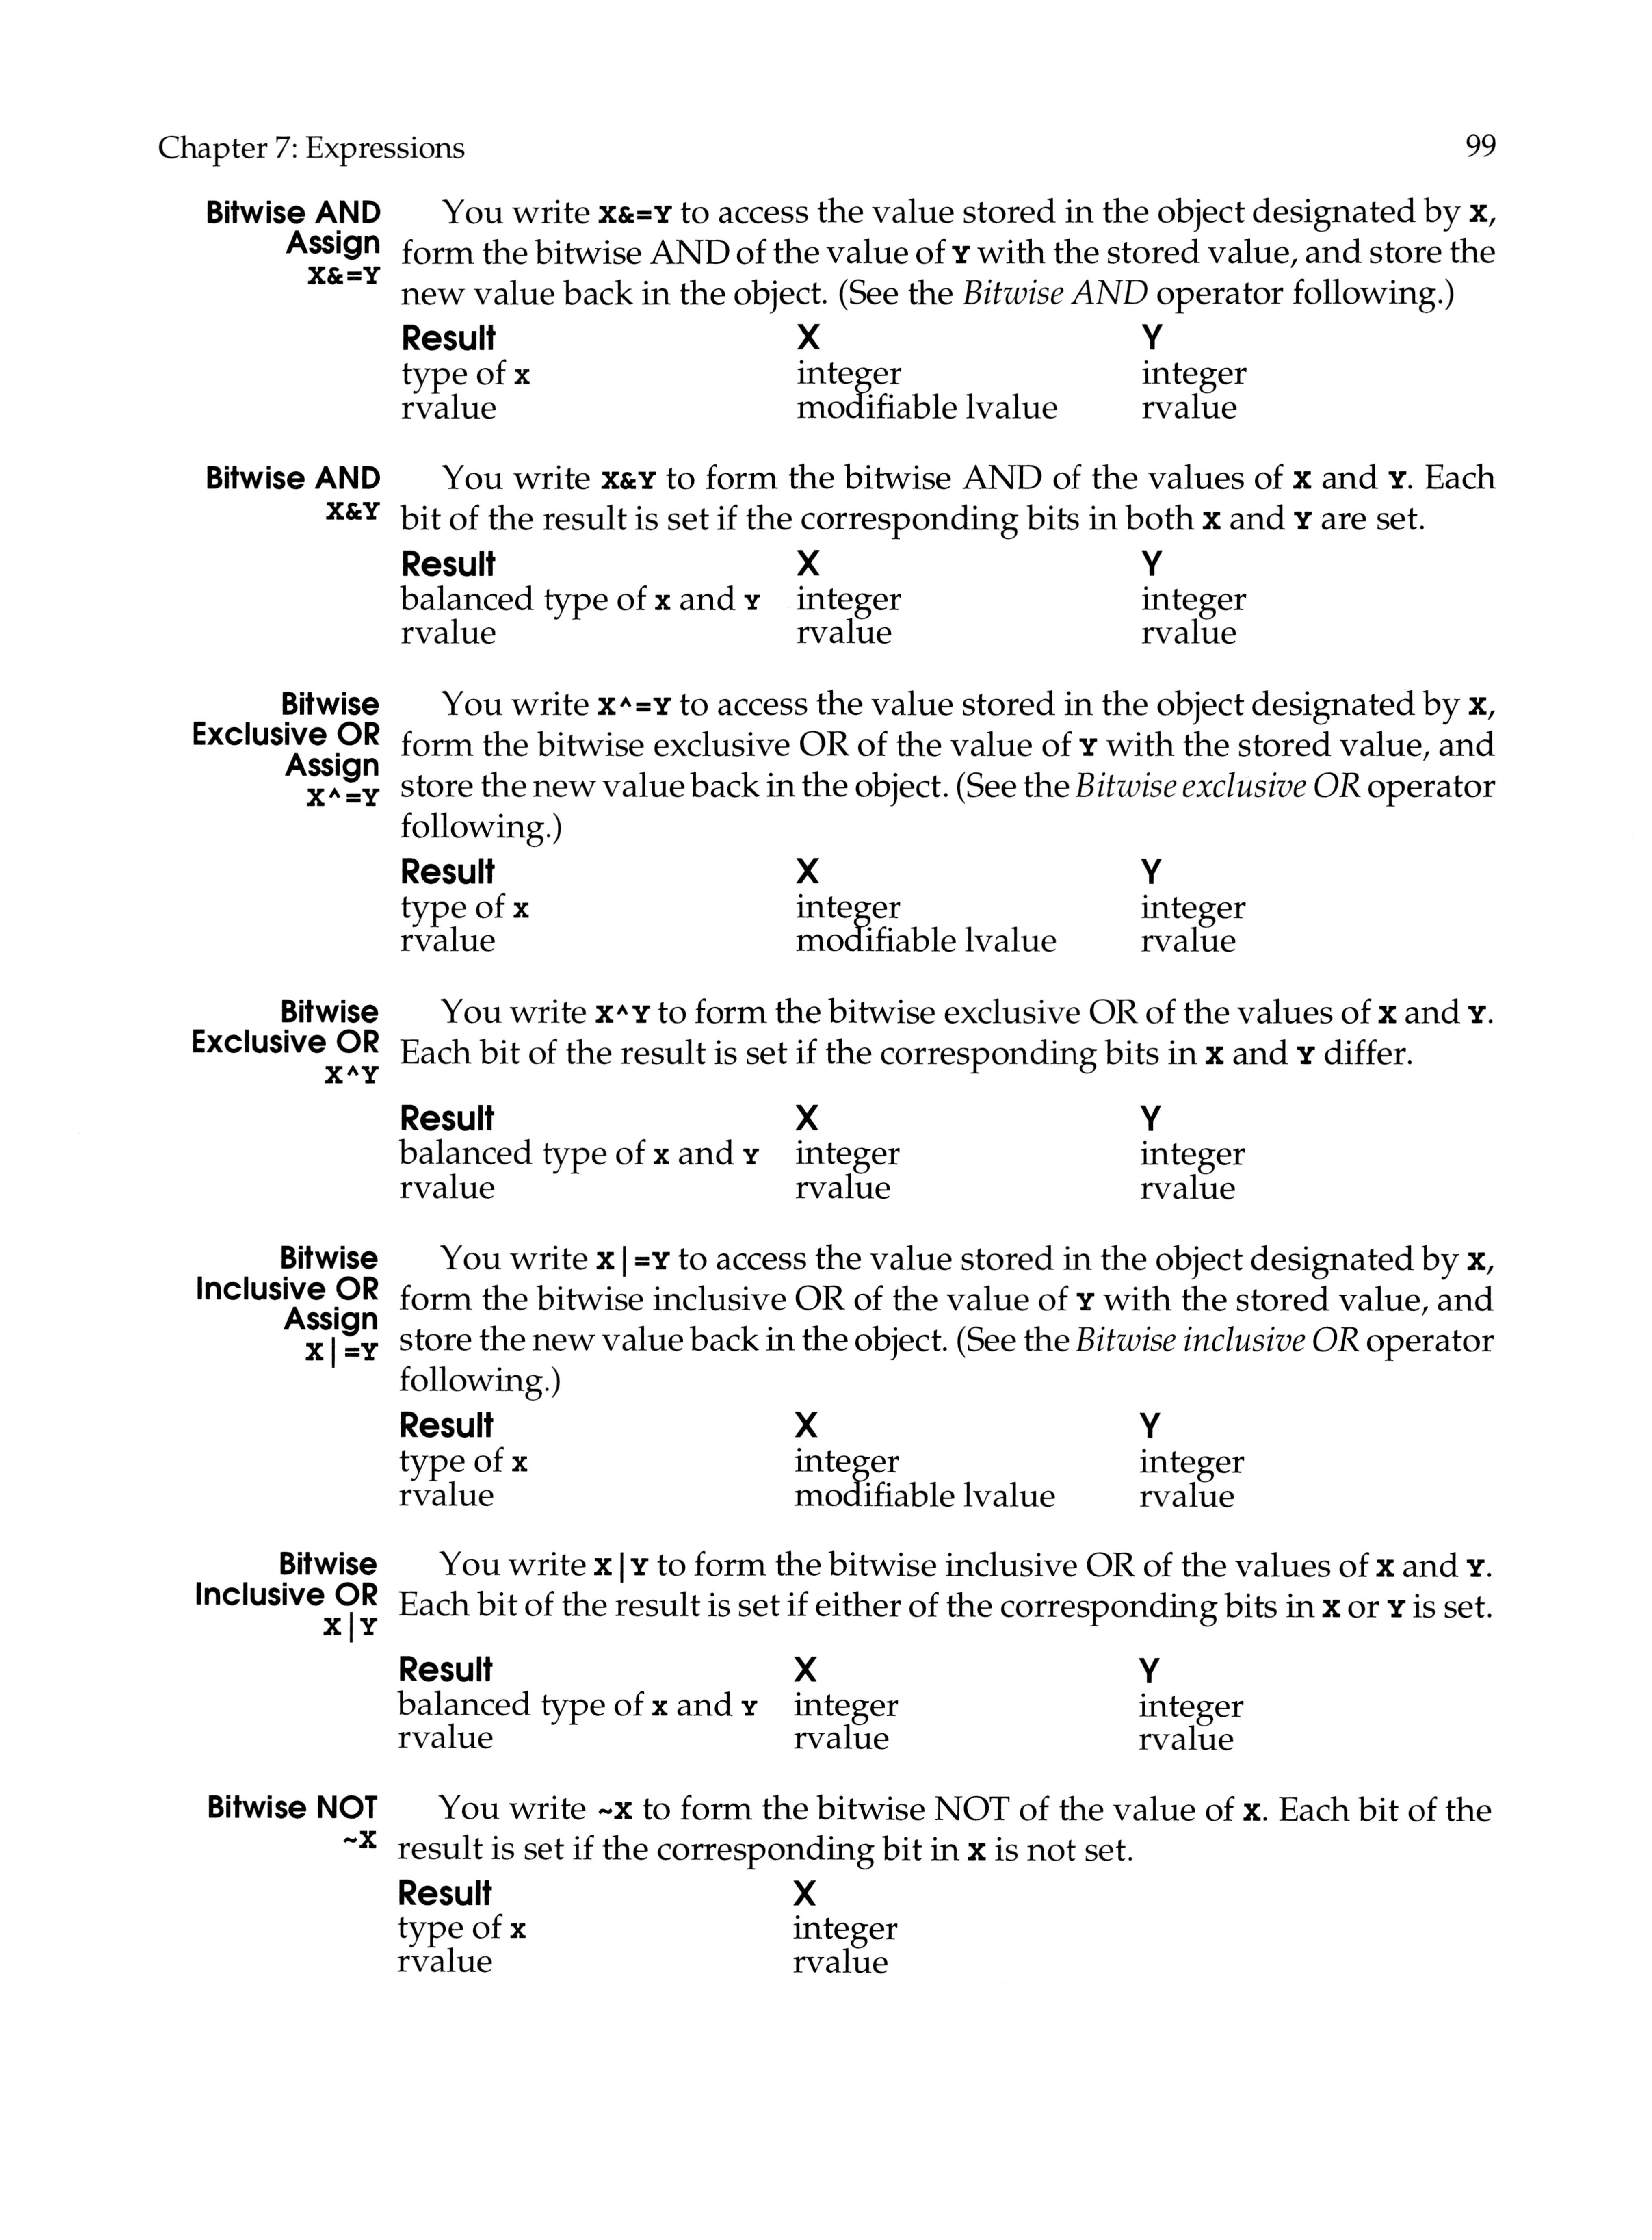 Chapter 7: Expressions 99
Bitwise AND
Assign
X&=Y
You write X&=Y to access the value stored in the object designated by X,
form the bitwise AND of the value of Y with the stored value, and store the
new value back in the object. (See the Bitwise AND operator following.)
Result X Y
type of X integer integer
rvalue modifiable lvalue rvalue
Bitwise AND
X&Y
You write X&Y to form the bitwise AND of the values of X and Y. Each
bit of the result is set if the corresponding bits in both X and Y are set.
Result X Y
balanced type of X and Y integer integer
rvalue rvalue rvalue
Bitwise
Exclusive OR
Assign
X^=Y
You write X^=Y to access the value stored in the object designated by X,
form the bitwise exclusive OR of the value of Y with the stored value, and
store the new value back in the object. (See the Bitwise exclusive OR operator
following.)
Result X Y
type of X integer integer
rvalue modifiable lvalue rvalue
Bitwise
Exclusive OR
X^Y
You write X^Y to form the bitwise exclusive OR of the values of X and Y.
Each bit of the result is set if the corresponding bits in X and Y differ.
Result X Y
balanced type of X and Y integer integer
rvalue rvalue rvalue
Bitwise
Inclusive OR
Assign
X|=Y
You write X|=Y to access the value stored in the object designated by X,
form the bitwise inclusive OR of the value of Y with the stored value, and
store the new value back in the object. (See the Bitwise inclusive OR operator
following.)
Result X Y
type of X integer integer
rvalue modifiable lvalue rvalue
Bitwise
Inclusive OR
X|Y
You write X|Y to form the bitwise inclusive OR of the values of X and Y.
Each bit of the result is set if either of the corresponding bits in X or Y is set.
Result X Y
balanced type of X and Y integer integer
rvalue rvalue rvalue
Bitwise NOT
~X
You write ~X to form the bitwise NOT of the value of X. Each bit of the
result is set if the corresponding bit in X is not set.
Result X
type of X integer
rvalue rvalue